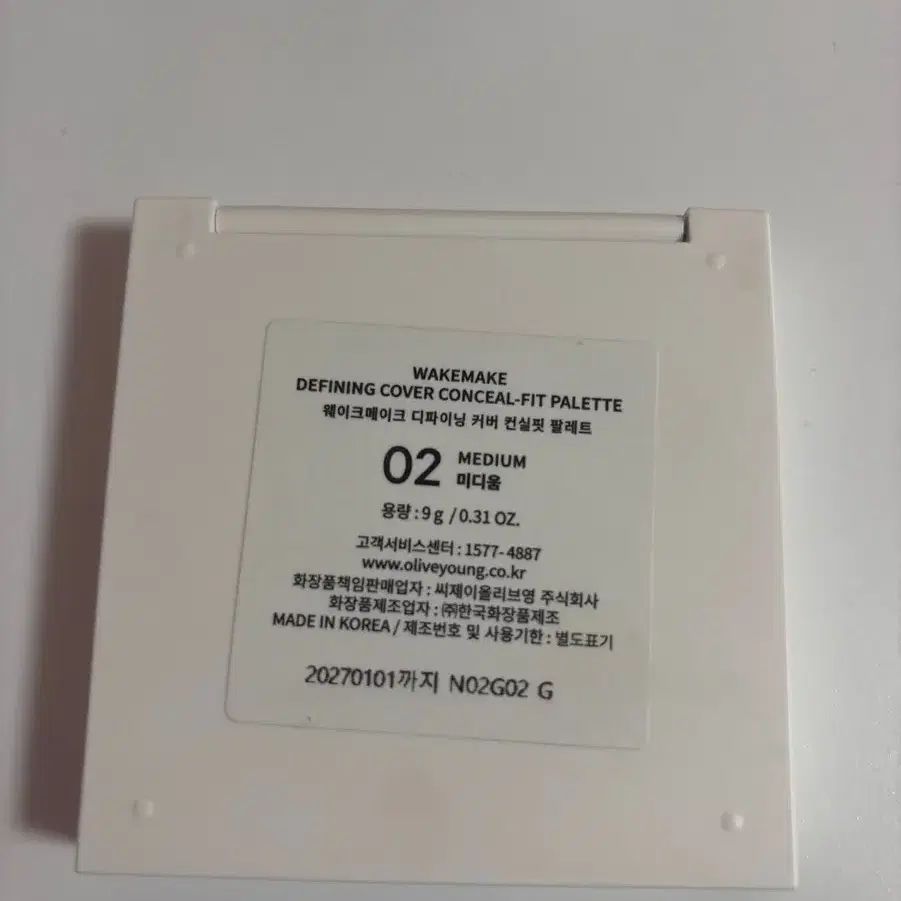 WAKEMAKE
DEFINING COVER CONCEAL-FIT PALETTE
웨이크메이크 디파이닝 커버 컨실핏 팔레트
02 MEDIUM
미디움
용량 : 9 g / 0.31 OZ.
고객서비스센터 : 1577- 4887
www.oliveyoung.co.kr
화장품책임판매업자 : 씨제이올리브영 주식회사
화장품제조업자 : ㈜한국화장품제조
MADE IN KOREA / 제조번호 및 사용기한 : 별도표기
20270101까지 N02G02 G